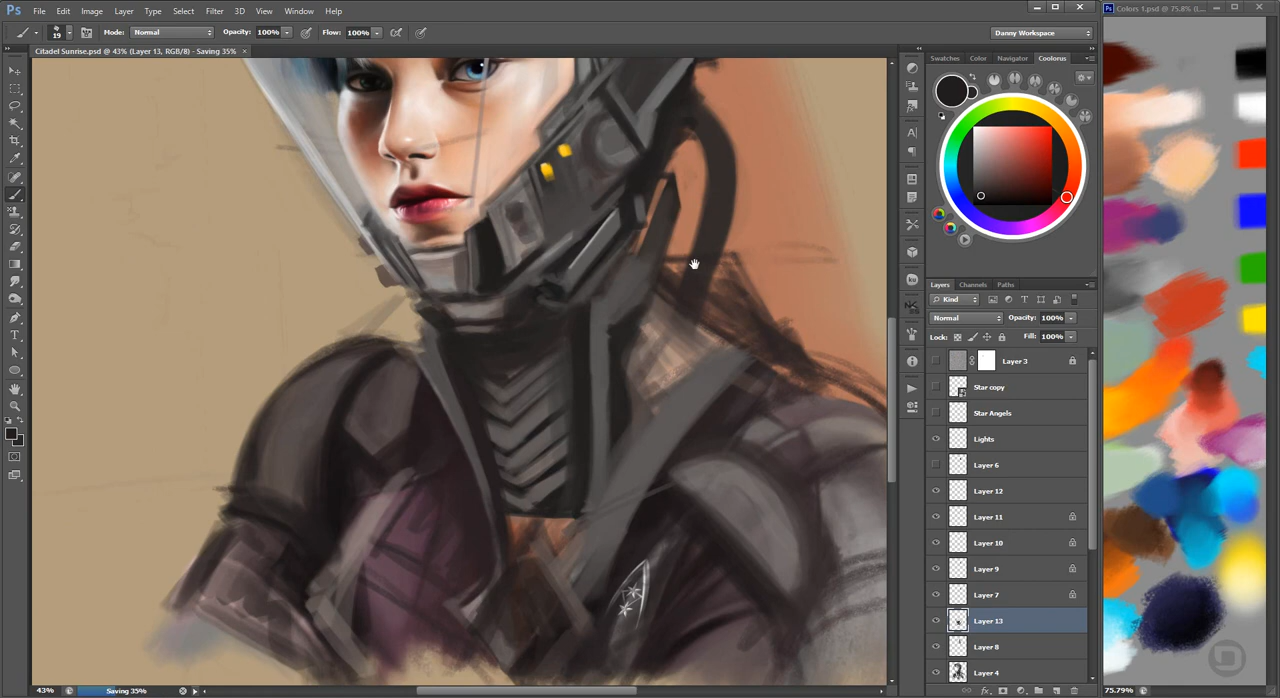 Ps File Edit Image Layer Type Select Filter 3D View Window Help
Colors 1.psd @ 75.8% (L...
19 Mode: Normal Opacity: 100% Flow: 100% Danny Workspace
Citadel Sunrise.psd @ 43% (Layer 13, RGB/8) - Saving 35% ×
Swatches Color Navigator Coolorus
Layers Channels Paths
Kind
Normal Opacity: 100%
Lock: Fill: 100%
Layer 3
Star copy
Star Angels
Lights
Layer 6
Layer 12
Layer 11
Layer 10
Layer 9
Layer 7
Layer 13
Layer 8
Layer 4
43% Saving 35%
75.79%